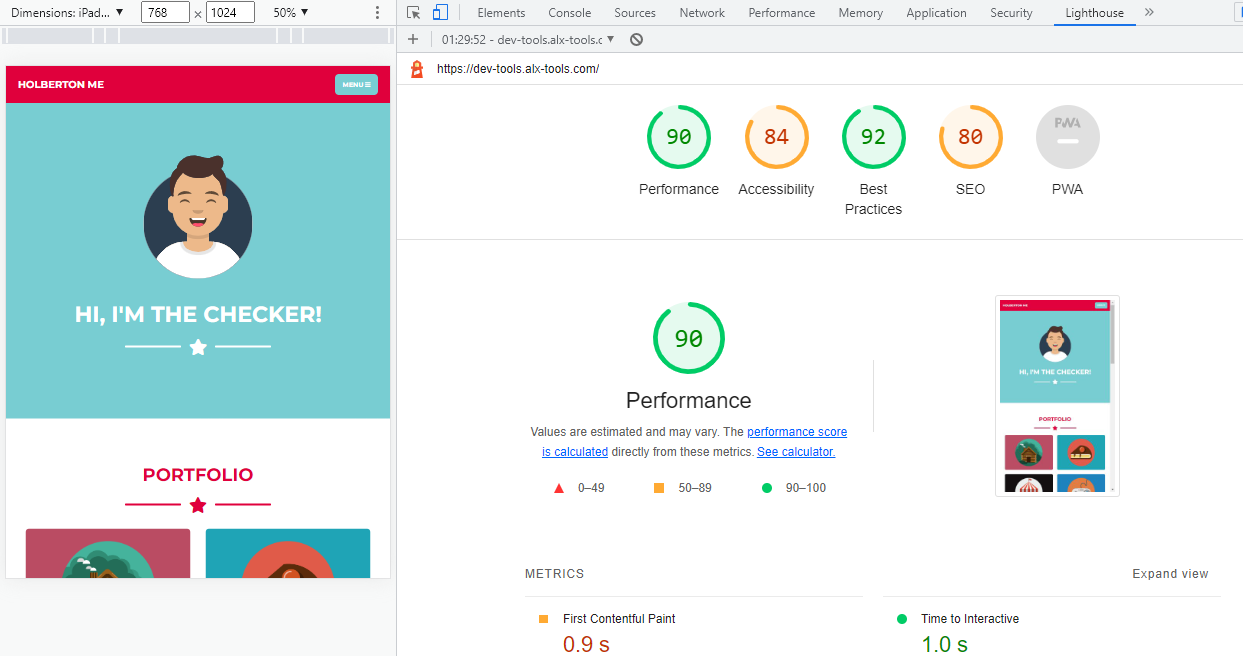 Dimensions: iPad... ▼ 768 × 1024 50% ▼
Elements Console Sources Network Performance Memory Application Security Lighthouse »
+ 01:29:52 - dev-tools.alx-tools.c ▼
https://dev-tools.alx-tools.com/
HOLBERTON ME
MENU ☰
HI, I'M THE CHECKER!
PORTFOLIO
90 84 92 80 PWA
Performance Accessibility Best Practices SEO PWA
90
Performance
Values are estimated and may vary. The performance score
is calculated directly from these metrics. See calculator.
0–49 50–89 90–100
HOLBERTON ME
HI, I'M THE CHECKER!
PORTFOLIO
METRICS Expand view
First Contentful Paint Time to Interactive
0.9 s 1.0 s